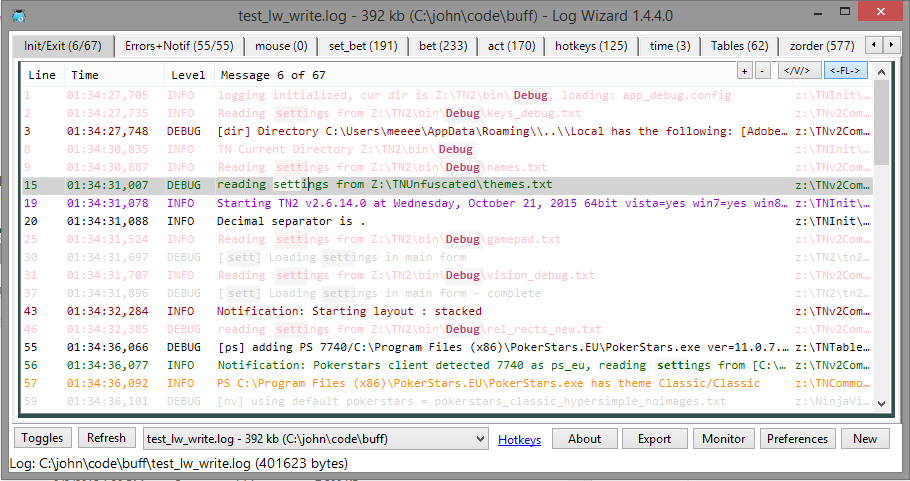 test_lw_write.log - 392 kb (C:\john\code\buff) - Log Wizard 1.4.4.0
Init/Exit (6/67) Errors+Notif (55/55) mouse (0) set_bet (191) bet (233) act (170) hotkeys (125) time (3) Tables (62) zorder (577)
Line Time Level Message 6 of 67 + - </V/> <-FL->
1 01:34:27,705 INFO logging initialized, cur dir is Z:\TN2\bin\Debug, loading: app_debug.config z:\TNInit\...
2 01:34:27,735 INFO Reading settings from Z:\TN2\bin\Debug\keys_debug.txt z:\TNv2Com...
3 01:34:27,748 DEBUG [dir] Directory C:\Users\meeee\AppData\Roaming\\..\\Local has the following: [Adobe... z:\TNv2Com...
8 01:34:30,835 INFO TN Current Directory Z:\TN2\bin\Debug z:\TNInit\...
9 01:34:30,887 INFO Reading settings from Z:\TN2\bin\Debug\names.txt z:\TNv2Com...
15 01:34:31,007 DEBUG reading settings from Z:\TNUnfuscated\themes.txt z:\TNv2Com...
19 01:34:31,078 INFO Starting TN2 v2.6.14.0 at Wednesday, October 21, 2015 64bit vista=yes win7=yes win8... z:\TNInit\...
20 01:34:31,088 INFO Decimal separator is . z:\TNInit\...
25 01:34:31,524 INFO Reading settings from Z:\TN2\bin\Debug\gamepad.txt z:\TNv2Com...
30 01:34:31,697 DEBUG [sett] Loading settings in main form z:\TN2\tn2...
31 01:34:31,707 INFO Reading settings from Z:\TN2\bin\Debug\vision_debug.txt z:\TNv2Com...
37 01:34:31,896 DEBUG [sett] Loading settings in main form - complete z:\TN2\tn2...
43 01:34:32,284 INFO Notification: Starting layout : stacked z:\TNv2Com...
46 01:34:32,385 DEBUG reading settings from Z:\TN2\bin\Debug\rel_rects_new.txt z:\TNv2Com...
55 01:34:36,066 DEBUG [ps] adding PS 7740/C:\Program Files (x86)\PokerStars.EU\PokerStars.exe ver=11.0.7... z:\TNTable...
56 01:34:36,077 INFO Notification: Pokerstars client detected 7740 as ps_eu, reading settings from [C:\... z:\TNv2Com...
57 01:34:36,092 INFO PS C:\Program Files (x86)\PokerStars.EU\PokerStars.exe has theme Classic/Classic z:\TNCommo...
59 01:34:36,101 DEBUG [nv] using default pokerstars = pokerstars_classic_hypersimple_noimages.txt z:\NinjaVi...
Toggles Refresh test_lw_write.log - 392 kb (C:\john\code\buff) Hotkeys About Export Monitor Preferences New
Log: C:\john\code\buff\test_lw_write.log (401623 bytes)